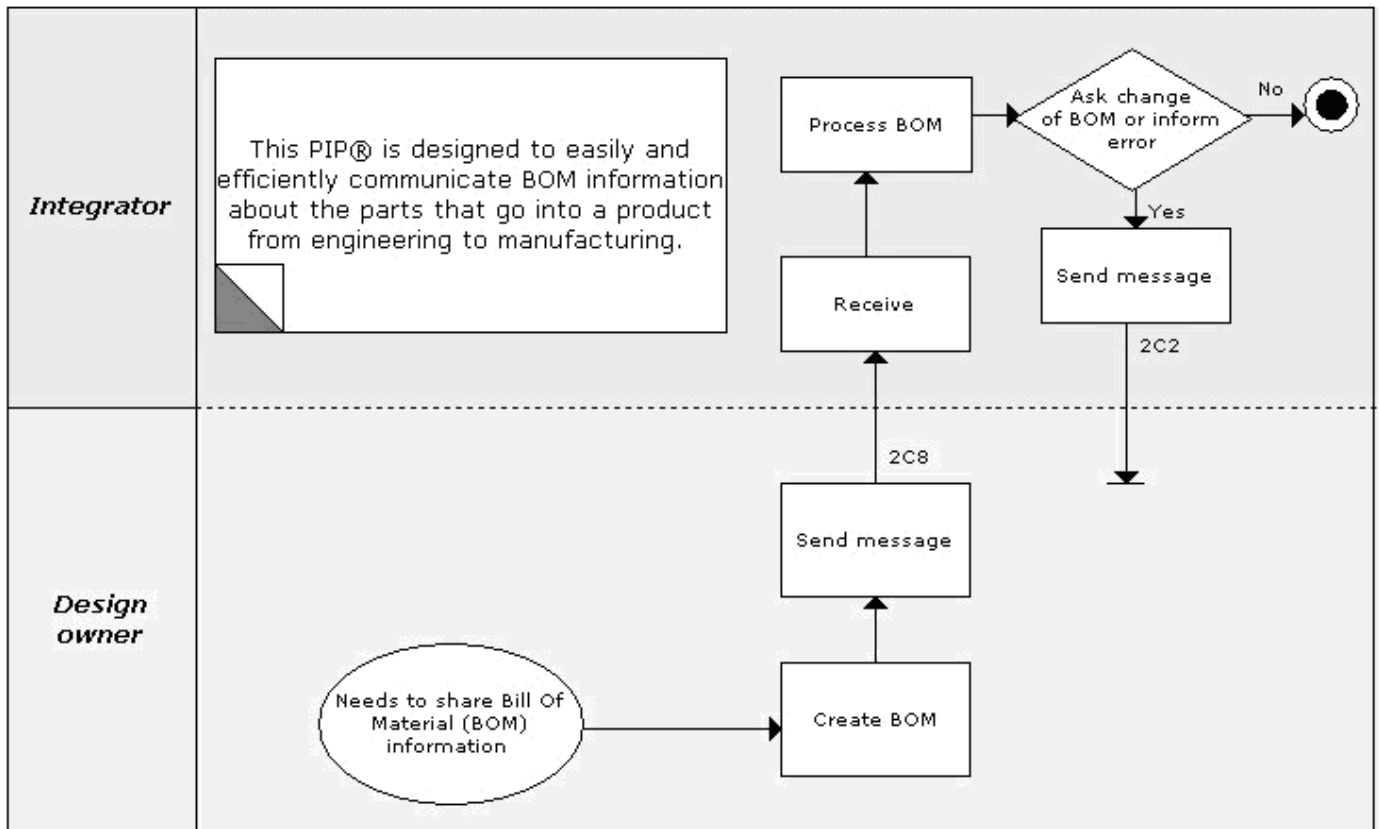 Integrator
This PIP® is designed to easily and
efficiently communicate BOM information
about the parts that go into a product
from engineering to manufacturing.
Process BOM
Ask change
of BOM or inform
error
No
Yes
Receive
Send message
2C2
2C8
Send message
Design
owner
Needs to share Bill Of
Material (BOM)
information
Create BOM